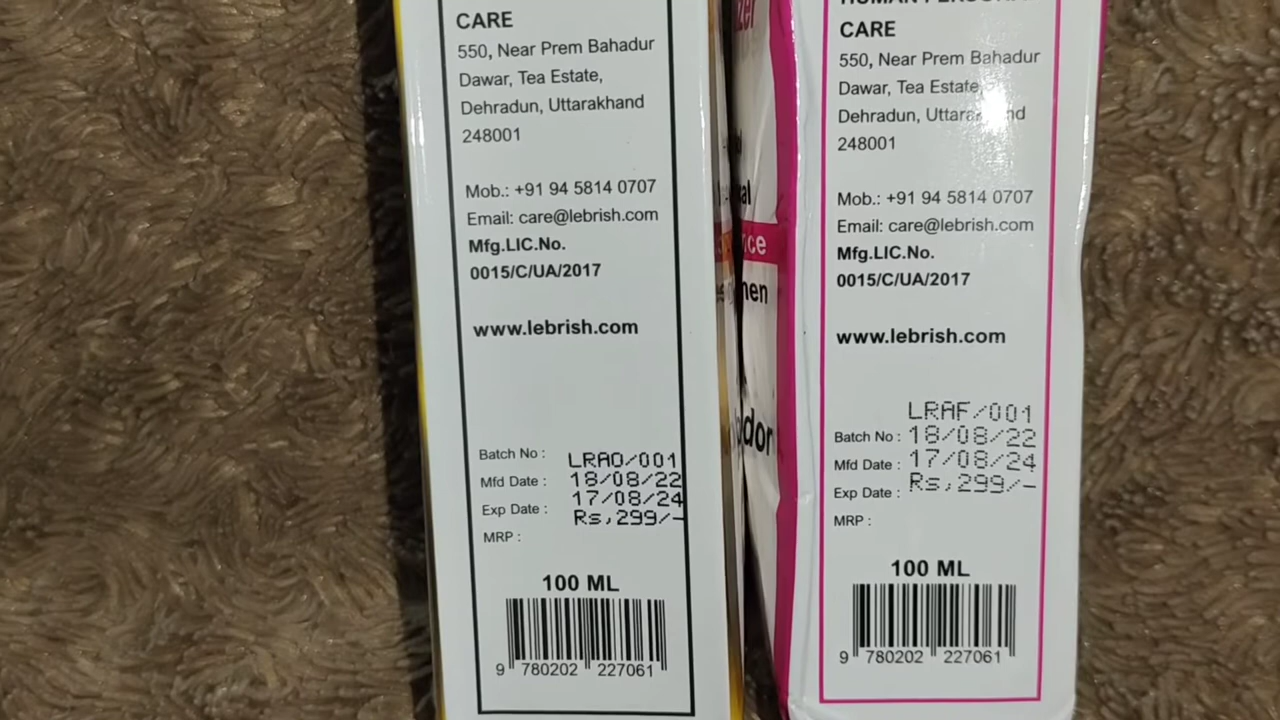 CARE
550, Near Prem Bahadur
Dawar, Tea Estate,
Dehradun, Uttarakhand
248001
Mob.: +91 94 5814 0707
Email: care@lebrish.com
Mfg.LIC.No.
0015/C/UA/2017
www.lebrish.com
Batch No : LRAO/001
Mfd Date : 18/08/22
Exp Date : 17/08/24
MRP : Rs.299/-
100 ML
9 780202 227061
CARE
550, Near Prem Bahadur
Dawar, Tea Estate,
Dehradun,
248001
Mob.: +91 94 5814 0707
Email: care@lebrish.com
Mfg.LIC.No.
0015/C/UA/2017
www.lebrish.com
Batch No : LRAF/001
Mfd Date : 18/08/22
Exp Date : 17/08/24
MRP : Rs.299/-
100 ML
9 780202 227061